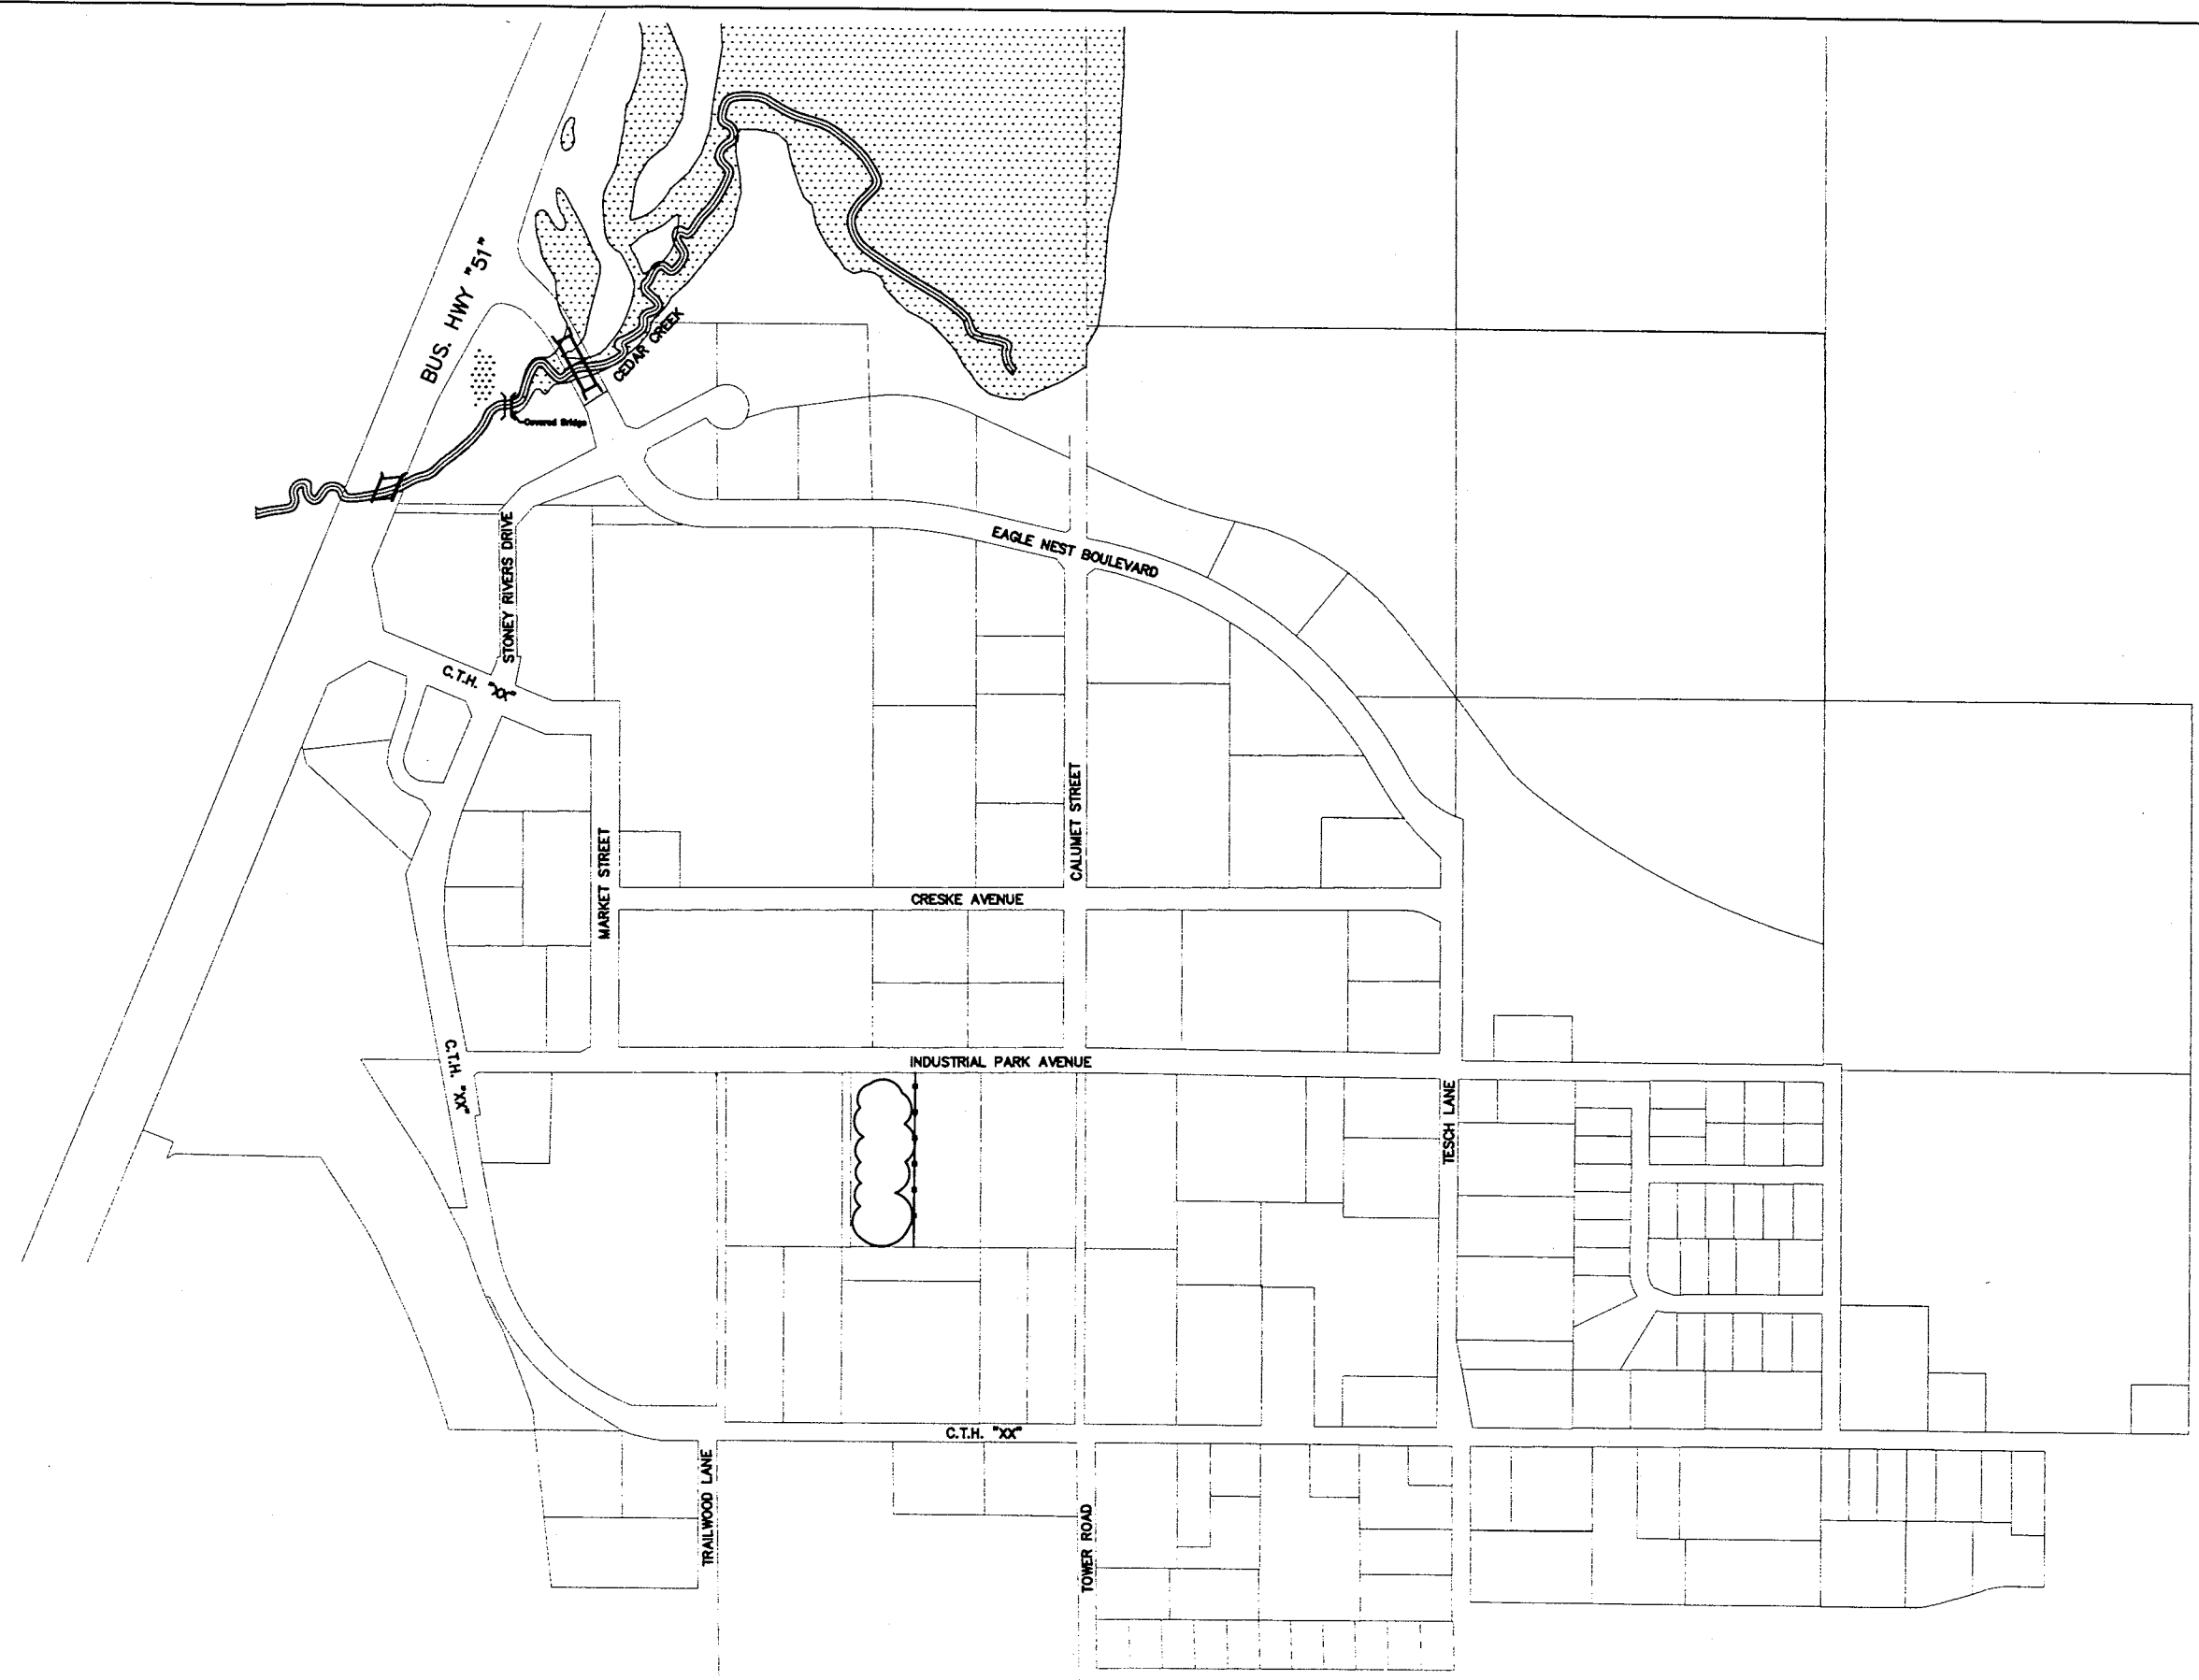 BUS. HWY "51"
CEDAR CREEK
Covered Bridge
STONEY RIVERS DRIVE
EAGLE NEST BOULEVARD
C.T.H. "XX"
MARKET STREET
CALUMET STREET
CRESKE AVENUE
C.T.H. "XX"
INDUSTRIAL PARK AVENUE
TESCH LANE
C.T.H. "XX"
TRAILWOOD LANE
TOWER ROAD